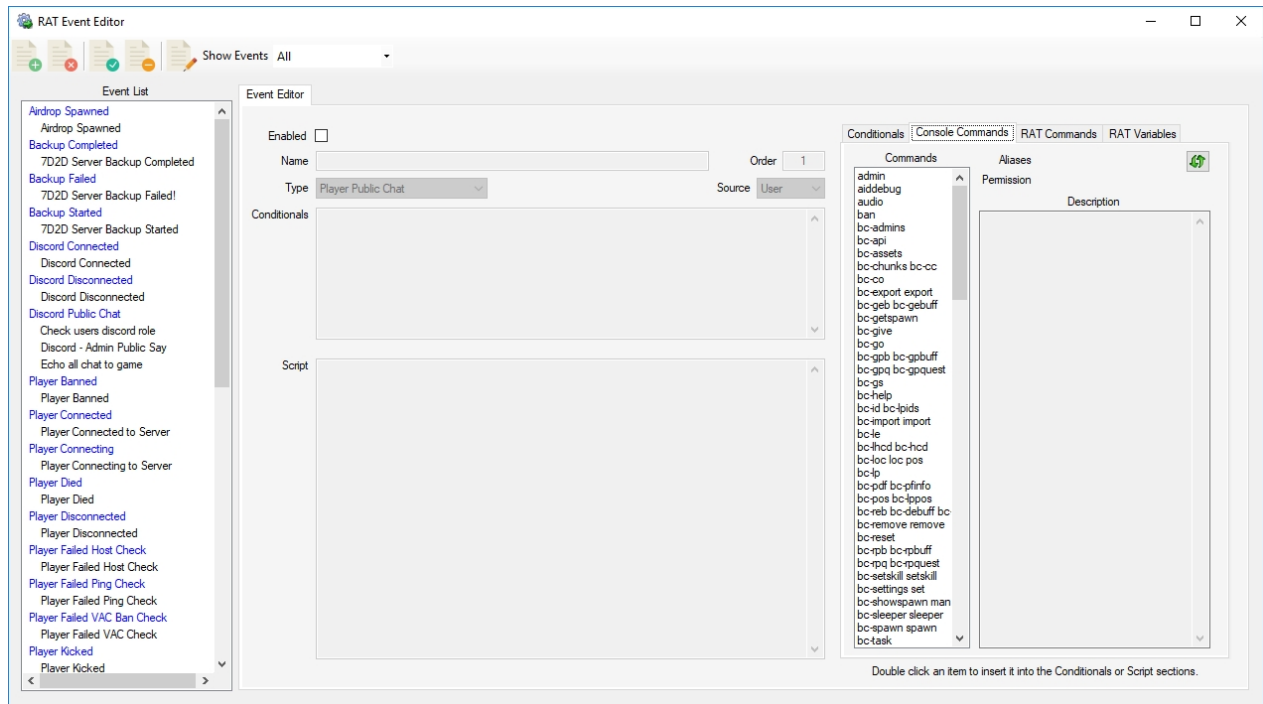 RAT Event Editor
Show Events All
Event List
Airdrop Spawned
Airdrop Spawned
Backup Completed
7D2D Server Backup Completed
Backup Failed
7D2D Server Backup Failed!
Backup Started
7D2D Server Backup Started
Discord Connected
Discord Connected
Discord Disconnected
Discord Disconnected
Discord Public Chat
Check users discord role
Discord - Admin Public Say
Echo all chat to game
Player Banned
Player Banned
Player Connected
Player Connected to Server
Player Connecting
Player Connecting to Server
Player Died
Player Died
Player Disconnected
Player Disconnected
Player Failed Host Check
Player Failed Host Check
Player Failed Ping Check
Player Failed Ping Check
Player Failed VAC Ban Check
Player Failed VAC Check
Player Kicked
Player Kicked
Event Editor
Enabled
Name
Order 1
Type Player Public Chat
Source User
Conditionals
Script
Conditionals Console Commands RAT Commands RAT Variables
Commands
admin
aiddebug
audio
ban
bc-admins
bc-api
bc-assets
bc-chunks bc-cc
bc-co
bc-export export
bc-geb bc-gebuff
bc-getspawn
bc-give
bc-go
bc-gpb bc-gpbuff
bc-gpq bc-gpquest
bc-gs
bc-help
bc-id bc-lpids
bc-import import
bc-le
bc-lhcd bc-hcd
bc-loc loc pos
bc-lp
bc-pdf bc-pfinfo
bc-pos bc-lppos
bc-reb bc-debuff bc-
bc-remove remove
bc-reset
bc-rpb bc-rpbuff
bc-rpq bc-rpquest
bc-setskill setskill
bc-settings set
bc-showspawn man
bc-sleeper sleeper
bc-spawn spawn
bc-task
Aliases
Permission
Description
Double click an item to insert it into the Conditionals or Script sections.